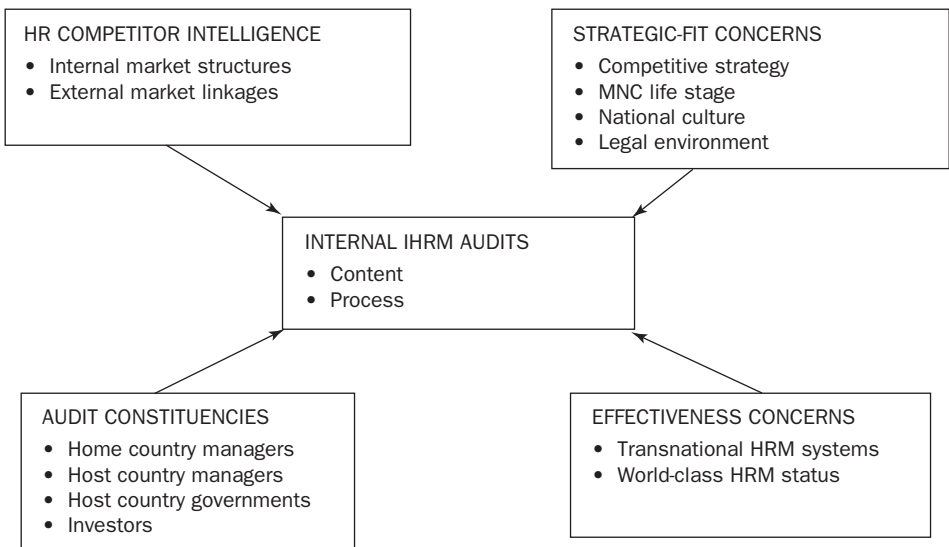 HR COMPETITOR INTELLIGENCE
• Internal market structures
• External market linkages
STRATEGIC-FIT CONCERNS
• Competitive strategy
• MNC life stage
• National culture
• Legal environment
INTERNAL IHRM AUDITS
• Content
• Process
AUDIT CONSTITUENCIES
• Home country managers
• Host country managers
• Host country governments
• Investors
EFFECTIVENESS CONCERNS
• Transnational HRM systems
• World-class HRM status